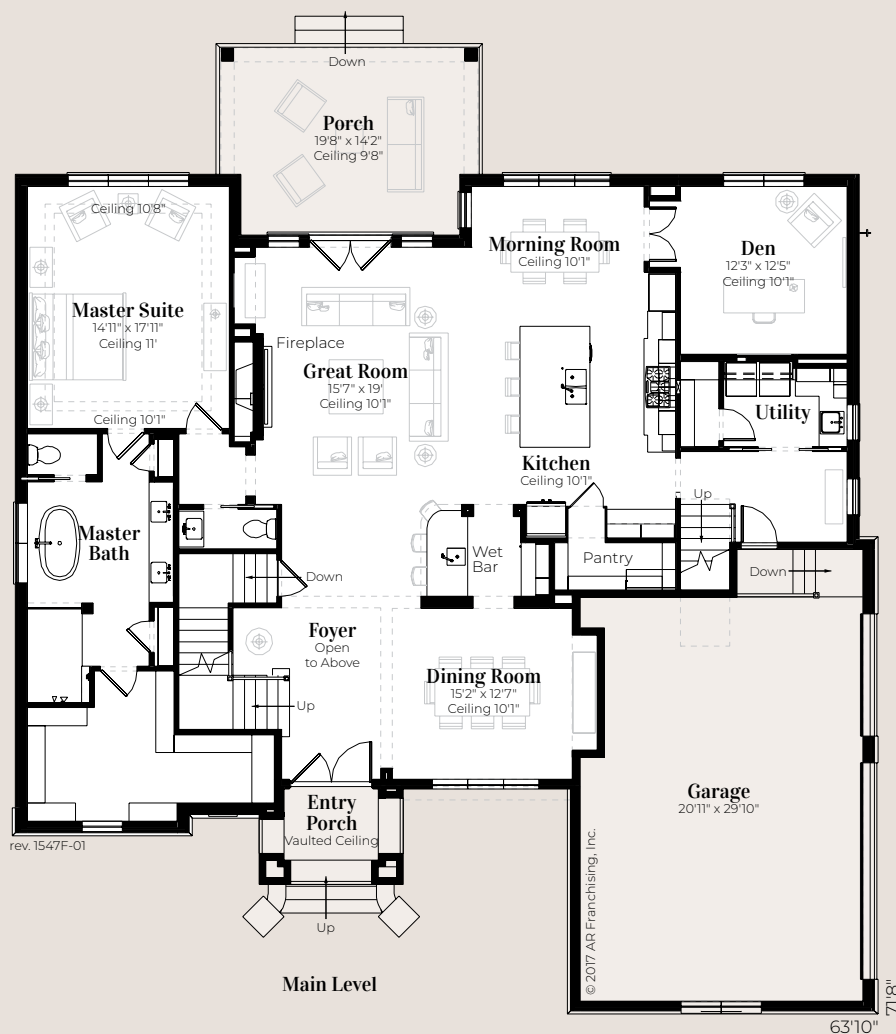 Down
Porch
19'8" x 14'2"
Ceiling 9'8"
Ceiling 10'8"
Master Suite
14'11" x 17'11"
Ceiling 11'
Ceiling 10'1"
Morning Room
Ceiling 10'1"
Den
12'3" x 12'5"
Ceiling 10'1"
Fireplace
Great Room
15'7" x 19'
Ceiling 10'1"
Utility
Kitchen
Ceiling 10'1"
Up
Master
Bath
Wet
Bar
Pantry
Down
Down
Foyer
Open
to Above
Up
Dining Room
15'2" x 12'7"
Ceiling 10'1"
Entry
Porch
Vaulted Ceiling
Up
Garage
20'11" x 29'10"
© 2017 AR Franchising, Inc.
rev. 1547F-01
Main Level
71'8"
63'10"